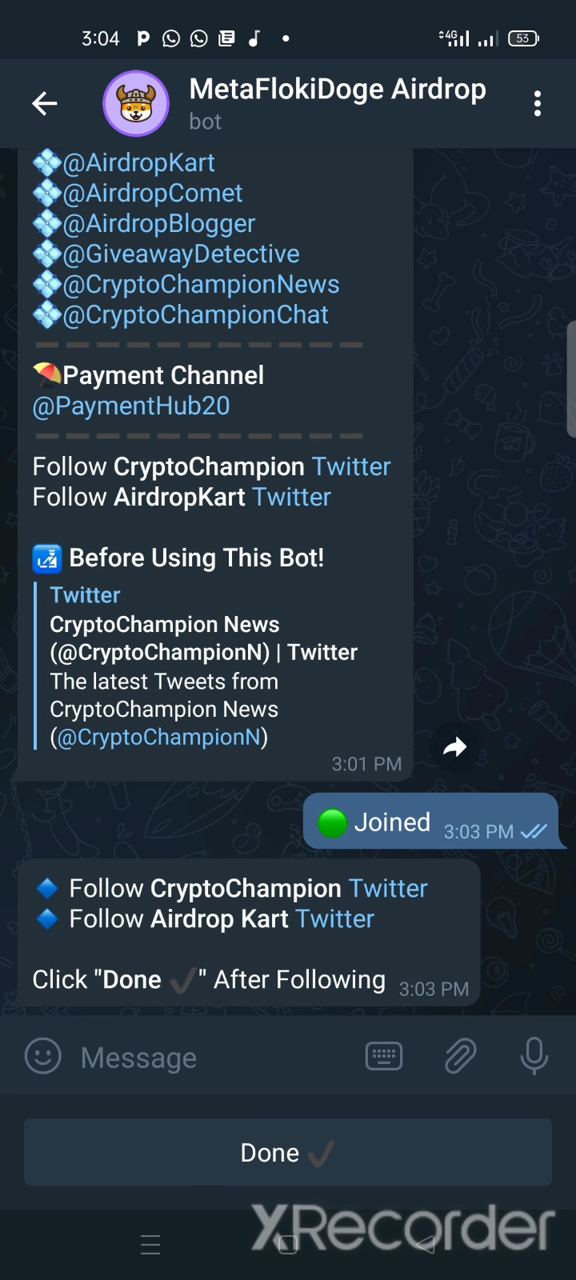 3:04
53
MetaFlokiDoge Airdrop
bot
@AirdropKart
@AirdropComet
@AirdropBlogger
@GiveawayDetective
@CryptoChampionNews
@CryptoChampionChat
Payment Channel
@PaymentHub20
Follow CryptoChampion Twitter
Follow AirdropKart Twitter
Before Using This Bot!
Twitter
CryptoChampion News
(@CryptoChampionN) | Twitter
The latest Tweets from
CryptoChampion News
(@CryptoChampionN)
3:01 PM
Joined 3:03 PM
Follow CryptoChampion Twitter
Follow Airdrop Kart Twitter
Click "Done ✔" After Following 3:03 PM
Message
Done ✔
XRecorder